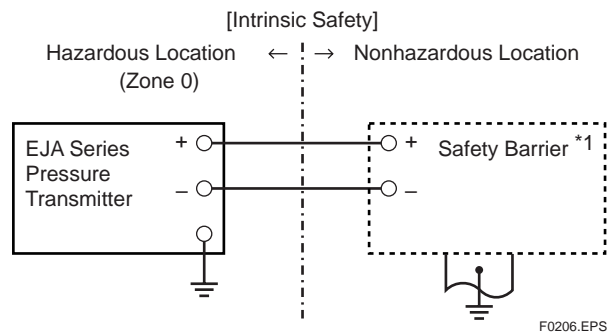 [Intrinsic Safety]
Hazardous Location ← → Nonhazardous Location
(Zone 0)
EJA Series
Pressure
Transmitter
+
–
+
–
Safety Barrier *1
F0206.EPS